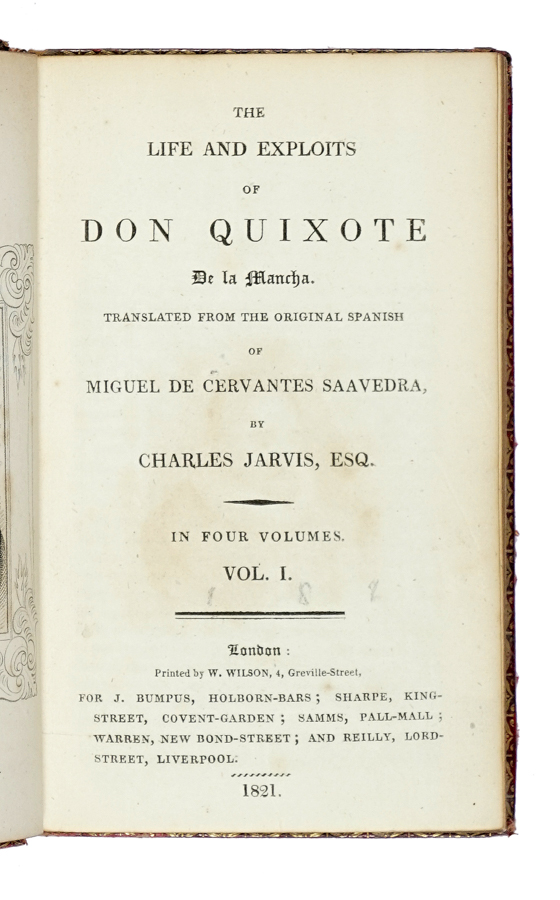 THE
LIFE AND EXPLOITS
OF
DON QUIXOTE
De la Mancha.
TRANSLATED FROM THE ORIGINAL SPANISH
OF
MIGUEL DE CERVANTES SAAVEDRA,
BY
CHARLES JARVIS, ESQ.
IN FOUR VOLUMES.
VOL. I.
London:
Printed by W. WILSON, 4, Greville-Street,
FOR J. BUMPUS, HOLBORN-BARS; SHARPE, KING-
STREET, COVENT-GARDEN; SAMMS, PALL-MALL;
WARREN, NEW BOND-STREET; AND REILLY, LORD-
STREET, LIVERPOOL.
1821.